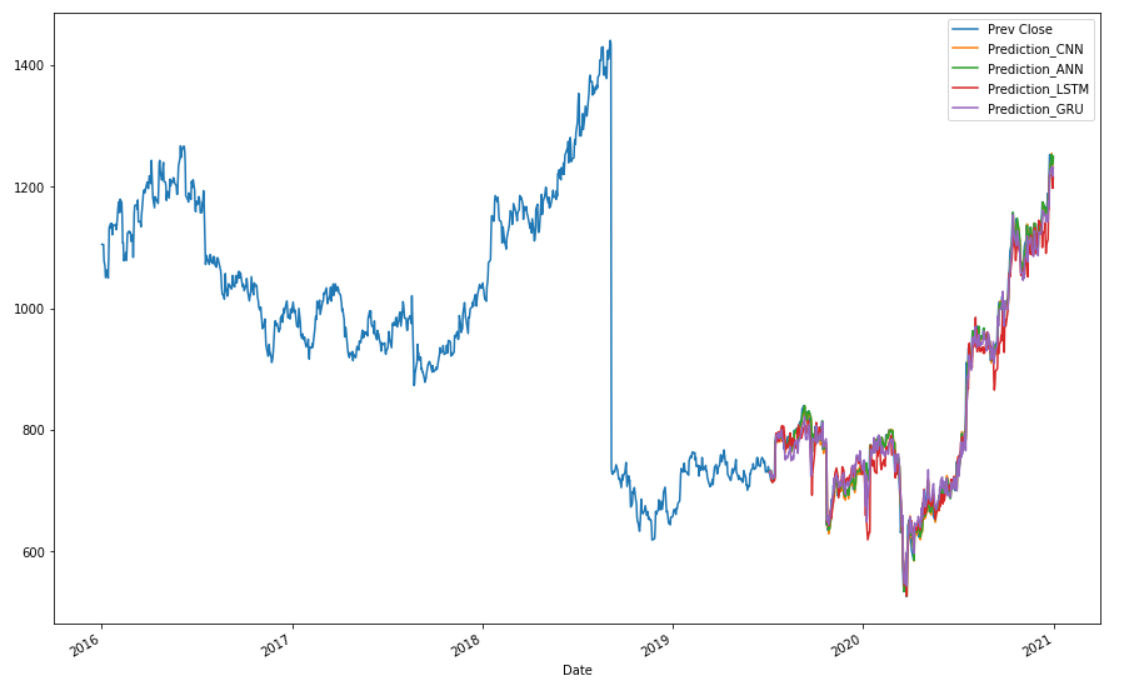 Prev Close
Prediction_CNN
Prediction_ANN
Prediction_LSTM
Prediction_GRU
1400
1200
1000
800
600
2016
2017
2018
2019
2020
2021
Date